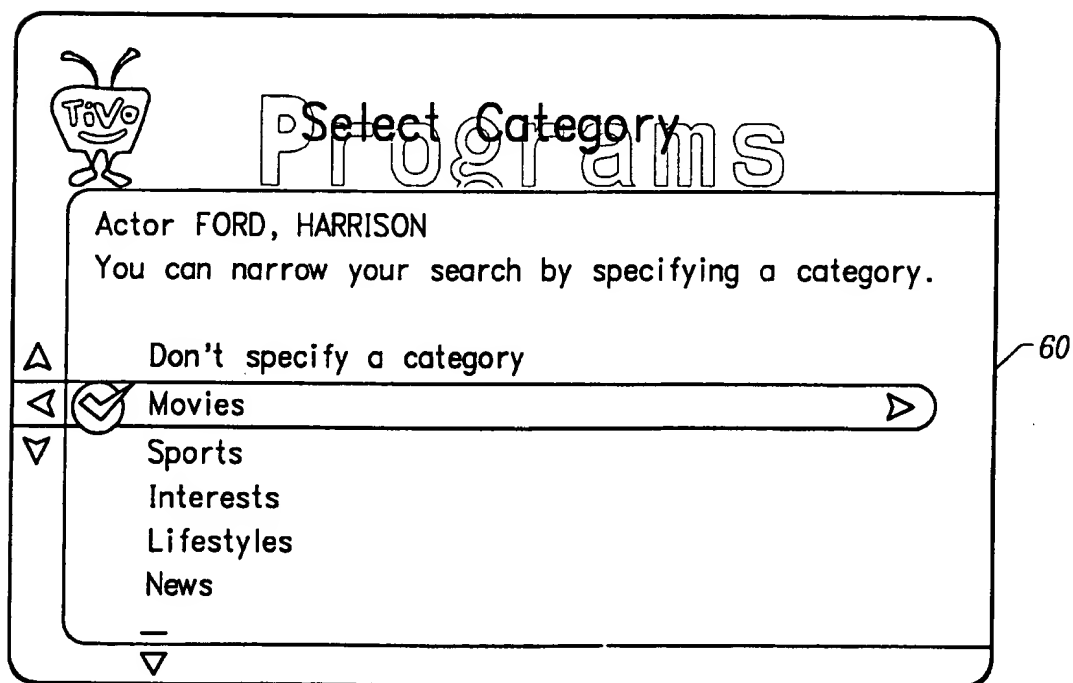 TiVo
Programs
Select Category
Actor FORD, HARRISON
You can narrow your search by specifying a category.
Don't specify a category
Movies
Sports
Interests
Lifestyles
News
60